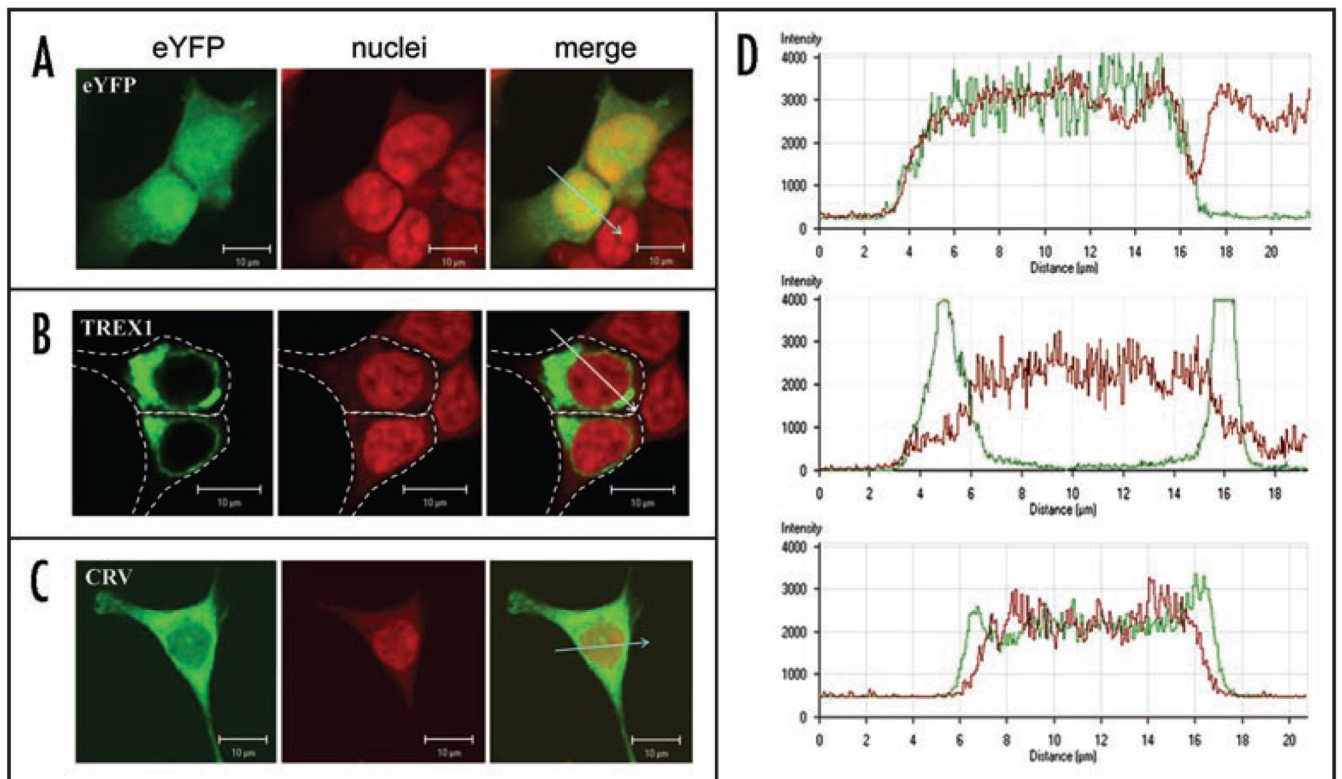 A
eYFP nuclei merge
eYFP
10 µm 10 µm 10 µm
B
TREX1
10 µm 10 µm 10 µm
C
CRV
10 µm 10 µm 10 µm
D
Intensity
4000
3000
2000
1000
0
0 2 4 6 8 10 12 14 16 18 20
Distance (µm)
Intensity
4000
3000
2000
1000
0
0 2 4 6 8 10 12 14 16 18
Distance (µm)
Intensity
4000
3000
2000
1000
0
0 2 4 6 8 10 12 14 16 18 20
Distance (µm)